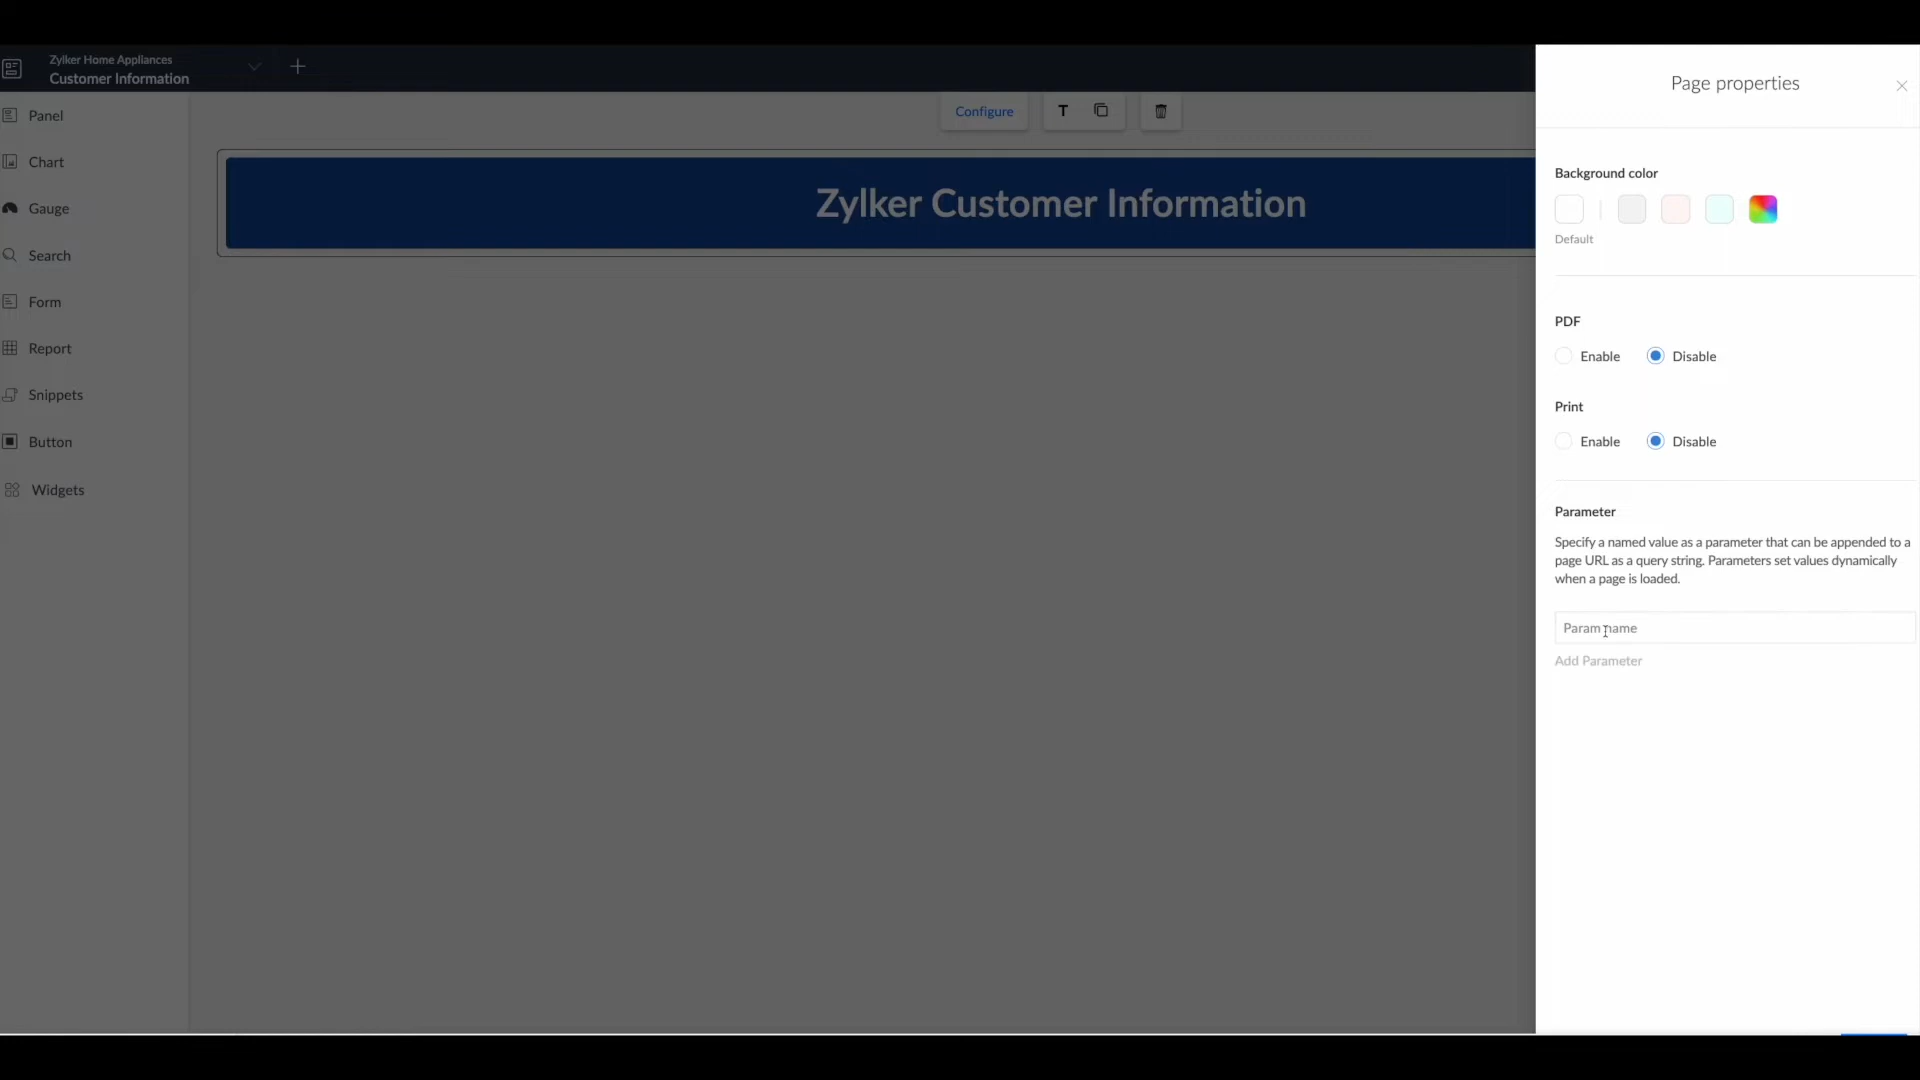 Zylker Home Appliances
Customer Information
Panel
Chart
Gauge
Search
Form
Report
Snippets
Button
Widgets
Configure
T
Zylker Customer Information
Page properties
Background color
Default
PDF
Enable Disable
Print
Enable Disable
Parameter
Specify a named value as a parameter that can be appended to a
page URL as a query string. Parameters set values dynamically
when a page is loaded.
Param name
Add Parameter